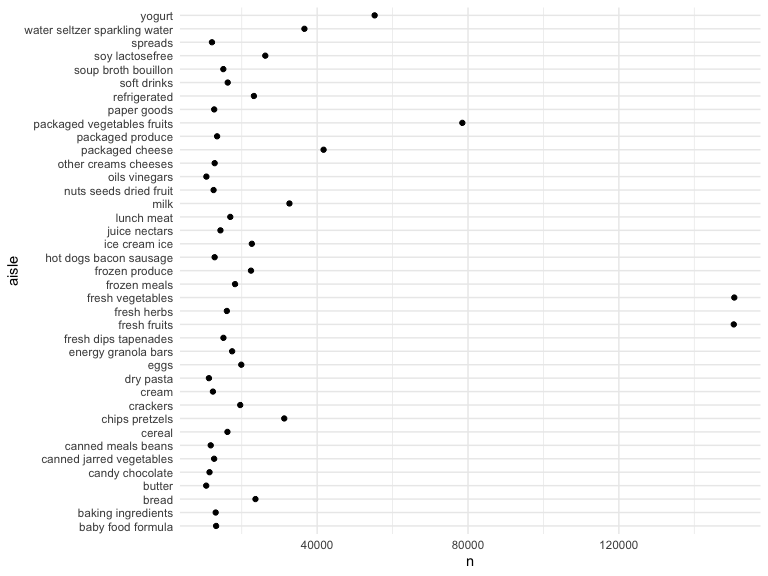 yogurt
water seltzer sparkling water
spreads
soy lactosefree
soup broth bouillon
soft drinks
refrigerated
paper goods
packaged vegetables fruits
packaged produce
packaged cheese
other creams cheeses
oils vinegars
nuts seeds dried fruit
milk
lunch meat
juice nectars
ice cream ice
hot dogs bacon sausage
frozen produce
frozen meals
fresh vegetables
fresh herbs
fresh fruits
fresh dips tapenades
energy granola bars
eggs
dry pasta
cream
crackers
chips pretzels
cereal
canned meals beans
canned jarred vegetables
candy chocolate
butter
bread
baking ingredients
baby food formula
aisle
40000 80000 120000
n